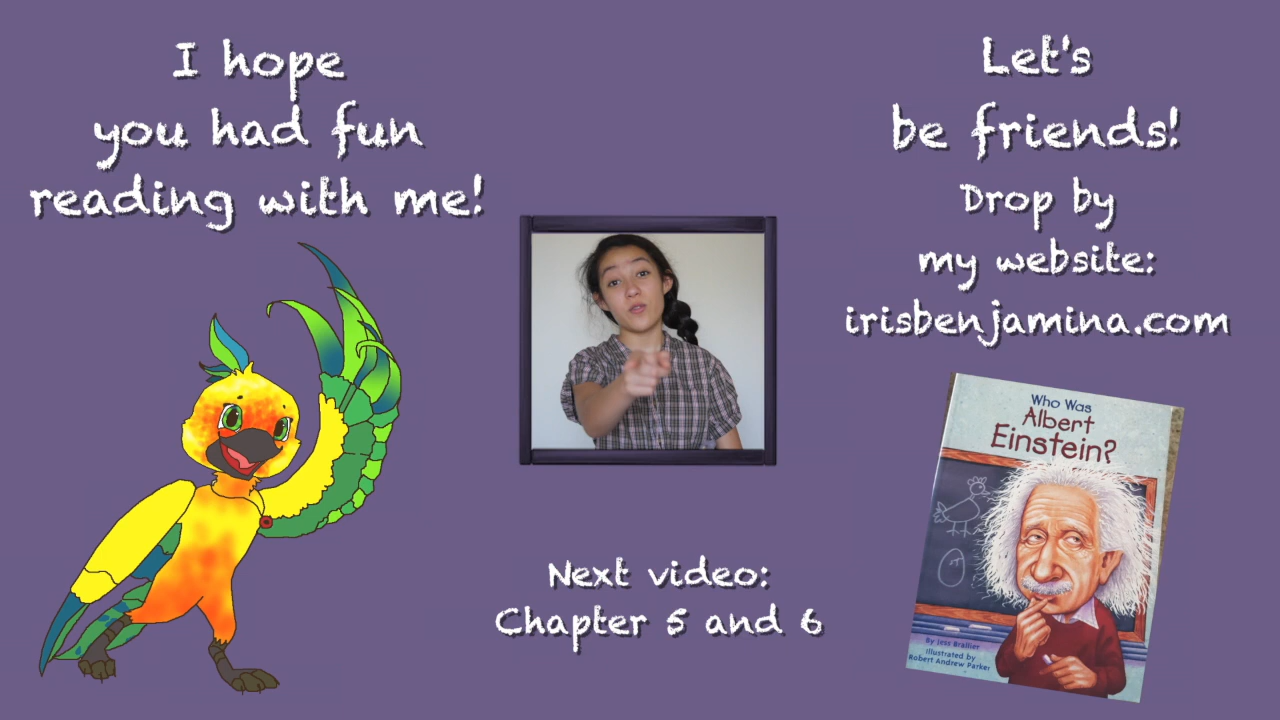 I hope
you had fun
reading with me!
Let's
be friends!
Drop by
my website:
irisbenjamina.com
Who Was
Albert
Einstein?
By Jess Brallier
Illustrated by
Robert Andrew Parker
Next video:
Chapter 5 and 6